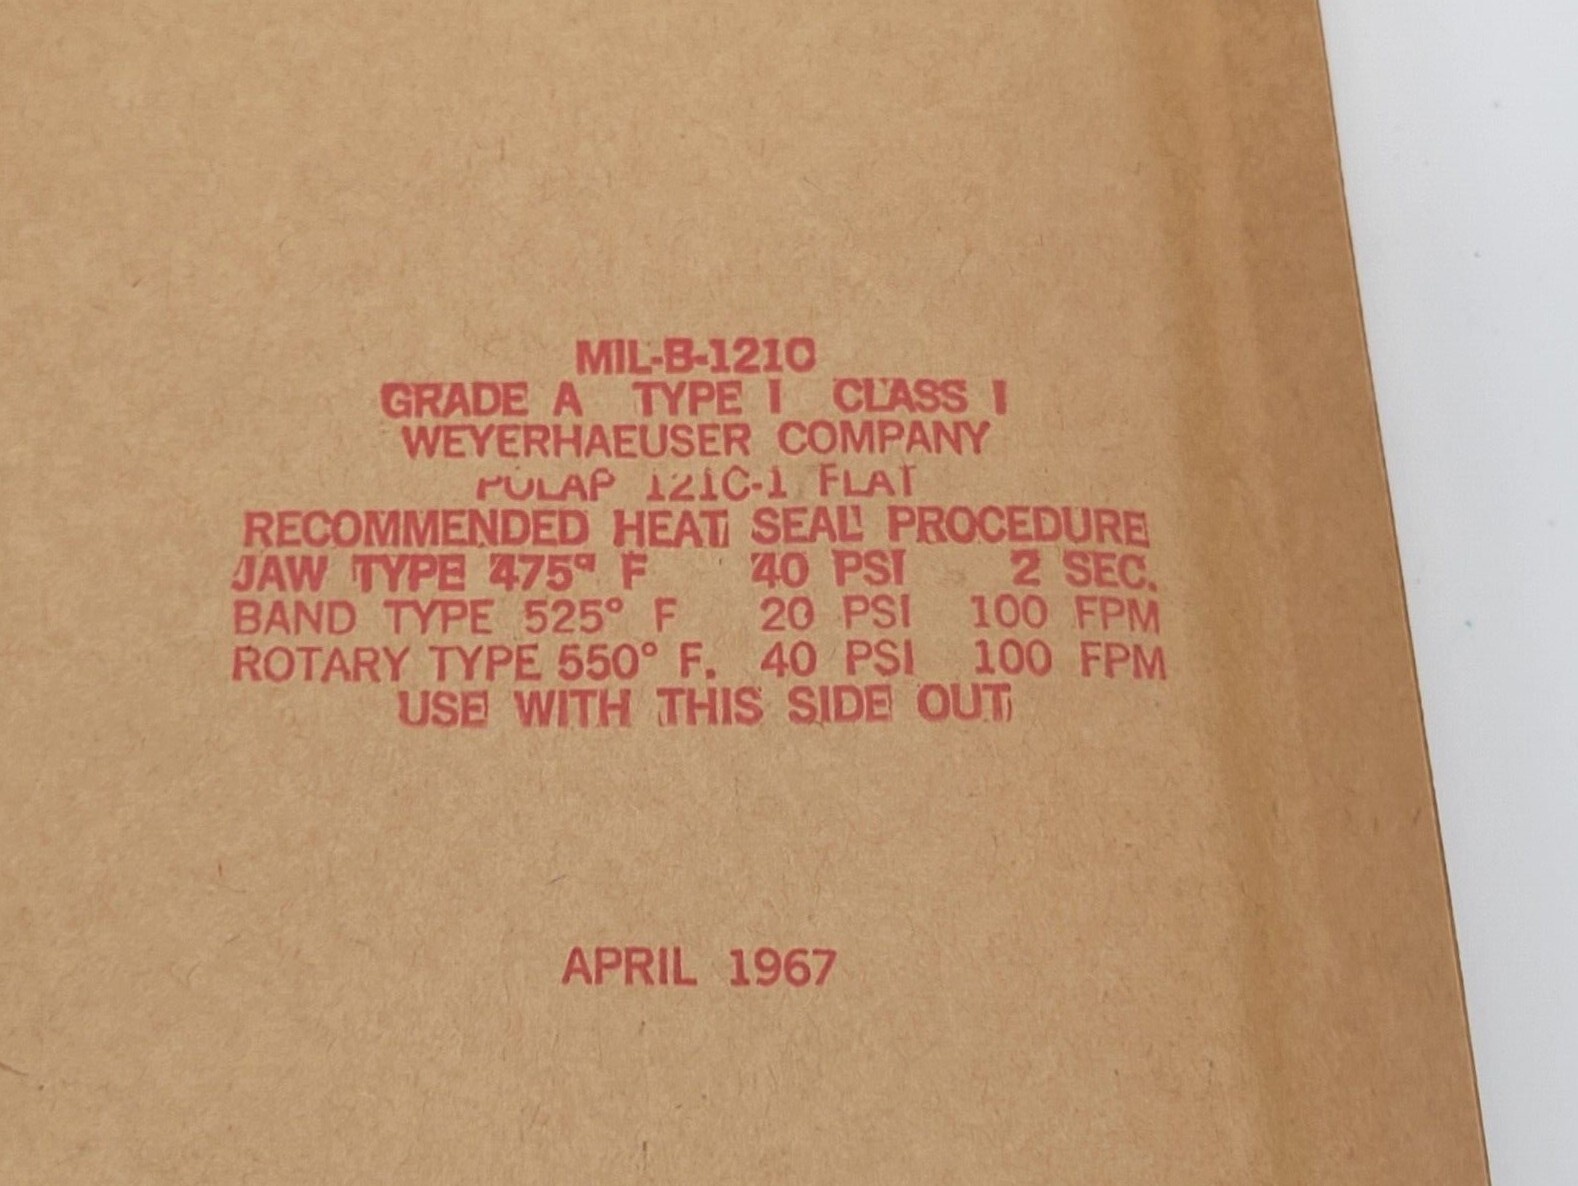 MIL-B-121C
GRADE A TYPE I CLASS I
WEYERHAEUSER COMPANY
POLAP 121C-1 FLAT
RECOMMENDED HEAT SEAL PROCEDURE
JAW TYPE 475° F 40 PSI 2 SEC.
BAND TYPE 525° F 20 PSI 100 FPM
ROTARY TYPE 550° F. 40 PSI 100 FPM
USE WITH THIS SIDE OUT
APRIL 1967